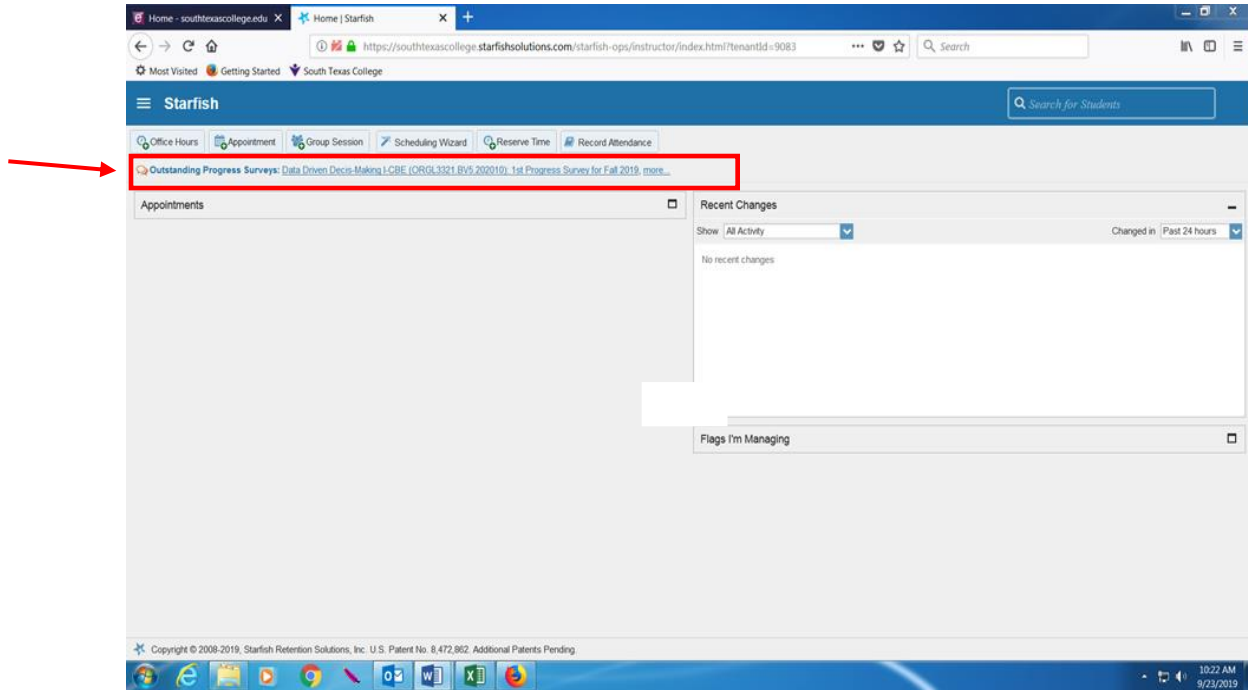 Home - southtexascollege.edu
Home | Starfish
https://southtexascollege.starfishsolutions.com/starfish-ops/instructor/index.html?tenantId=9083
Search
Most Visited Getting Started South Texas College
Starfish
Search for Students
Office Hours Appointment Group Session Scheduling Wizard Reserve Time Record Attendance
Outstanding Progress Surveys: Data Driven Decis-Making I-CBE (ORGL3321.BV5.202010): 1st Progress Survey for Fall 2019, more...
Appointments
Recent Changes
Show All Activity
Changed in Past 24 hours
No recent changes
Flags I'm Managing
Copyright © 2008-2019, Starfish Retention Solutions, Inc. U.S. Patent No. 8,472,862. Additional Patents Pending.
10:22 AM
9/23/2019